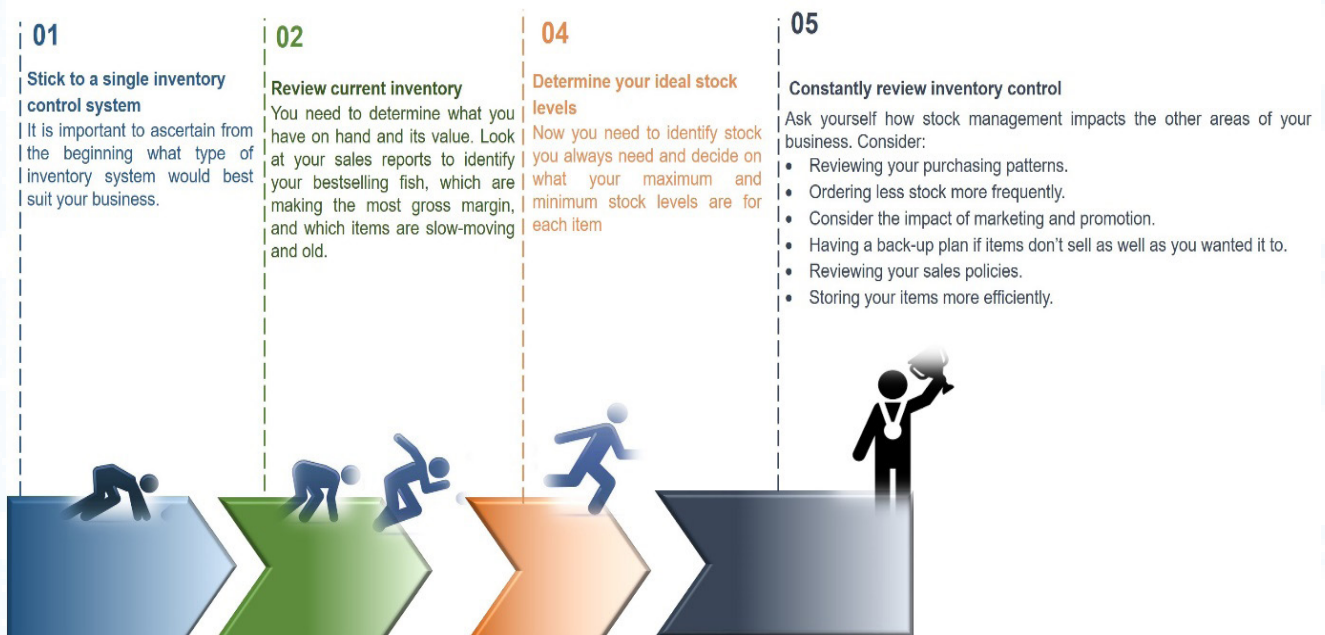 01
Stick to a single inventory
control system
It is important to ascertain from
the beginning what type of
inventory system would best
suit your business.
02
Review current inventory
You need to determine what you
have on hand and its value. Look
at your sales reports to identify
your bestselling fish, which are
making the most gross margin,
and which items are slow-moving
and old.
04
Determine your ideal stock
levels
Now you need to identify stock
you always need and decide on
what your maximum and
minimum stock levels are for
each item
05
Constantly review inventory control
Ask yourself how stock management impacts the other areas of your
business. Consider:
• Reviewing your purchasing patterns.
• Ordering less stock more frequently.
• Consider the impact of marketing and promotion.
• Having a back-up plan if items don’t sell as well as you wanted it to.
• Reviewing your sales policies.
• Storing your items more efficiently.